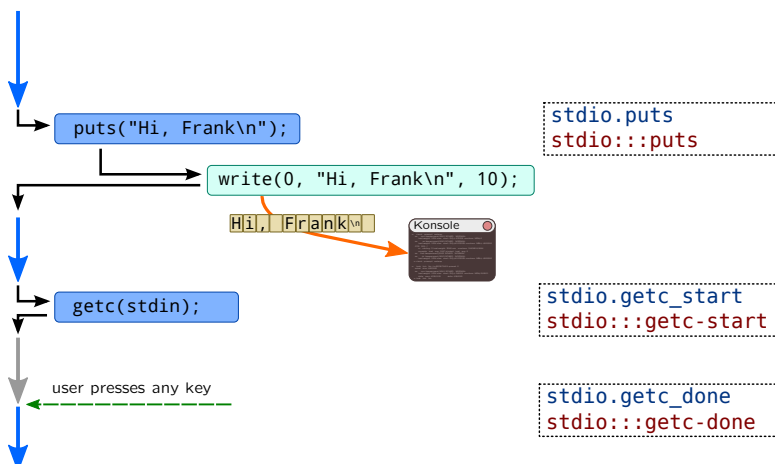 puts("Hi, Frank\n");
stdio.puts
stdio:::puts
write(0, "Hi, Frank\n", 10);
Hi, Frank\n
Konsole
stdio.getc_start
stdio:::getc-start
getc(stdin);
user presses any key
stdio.getc_done
stdio:::getc-done